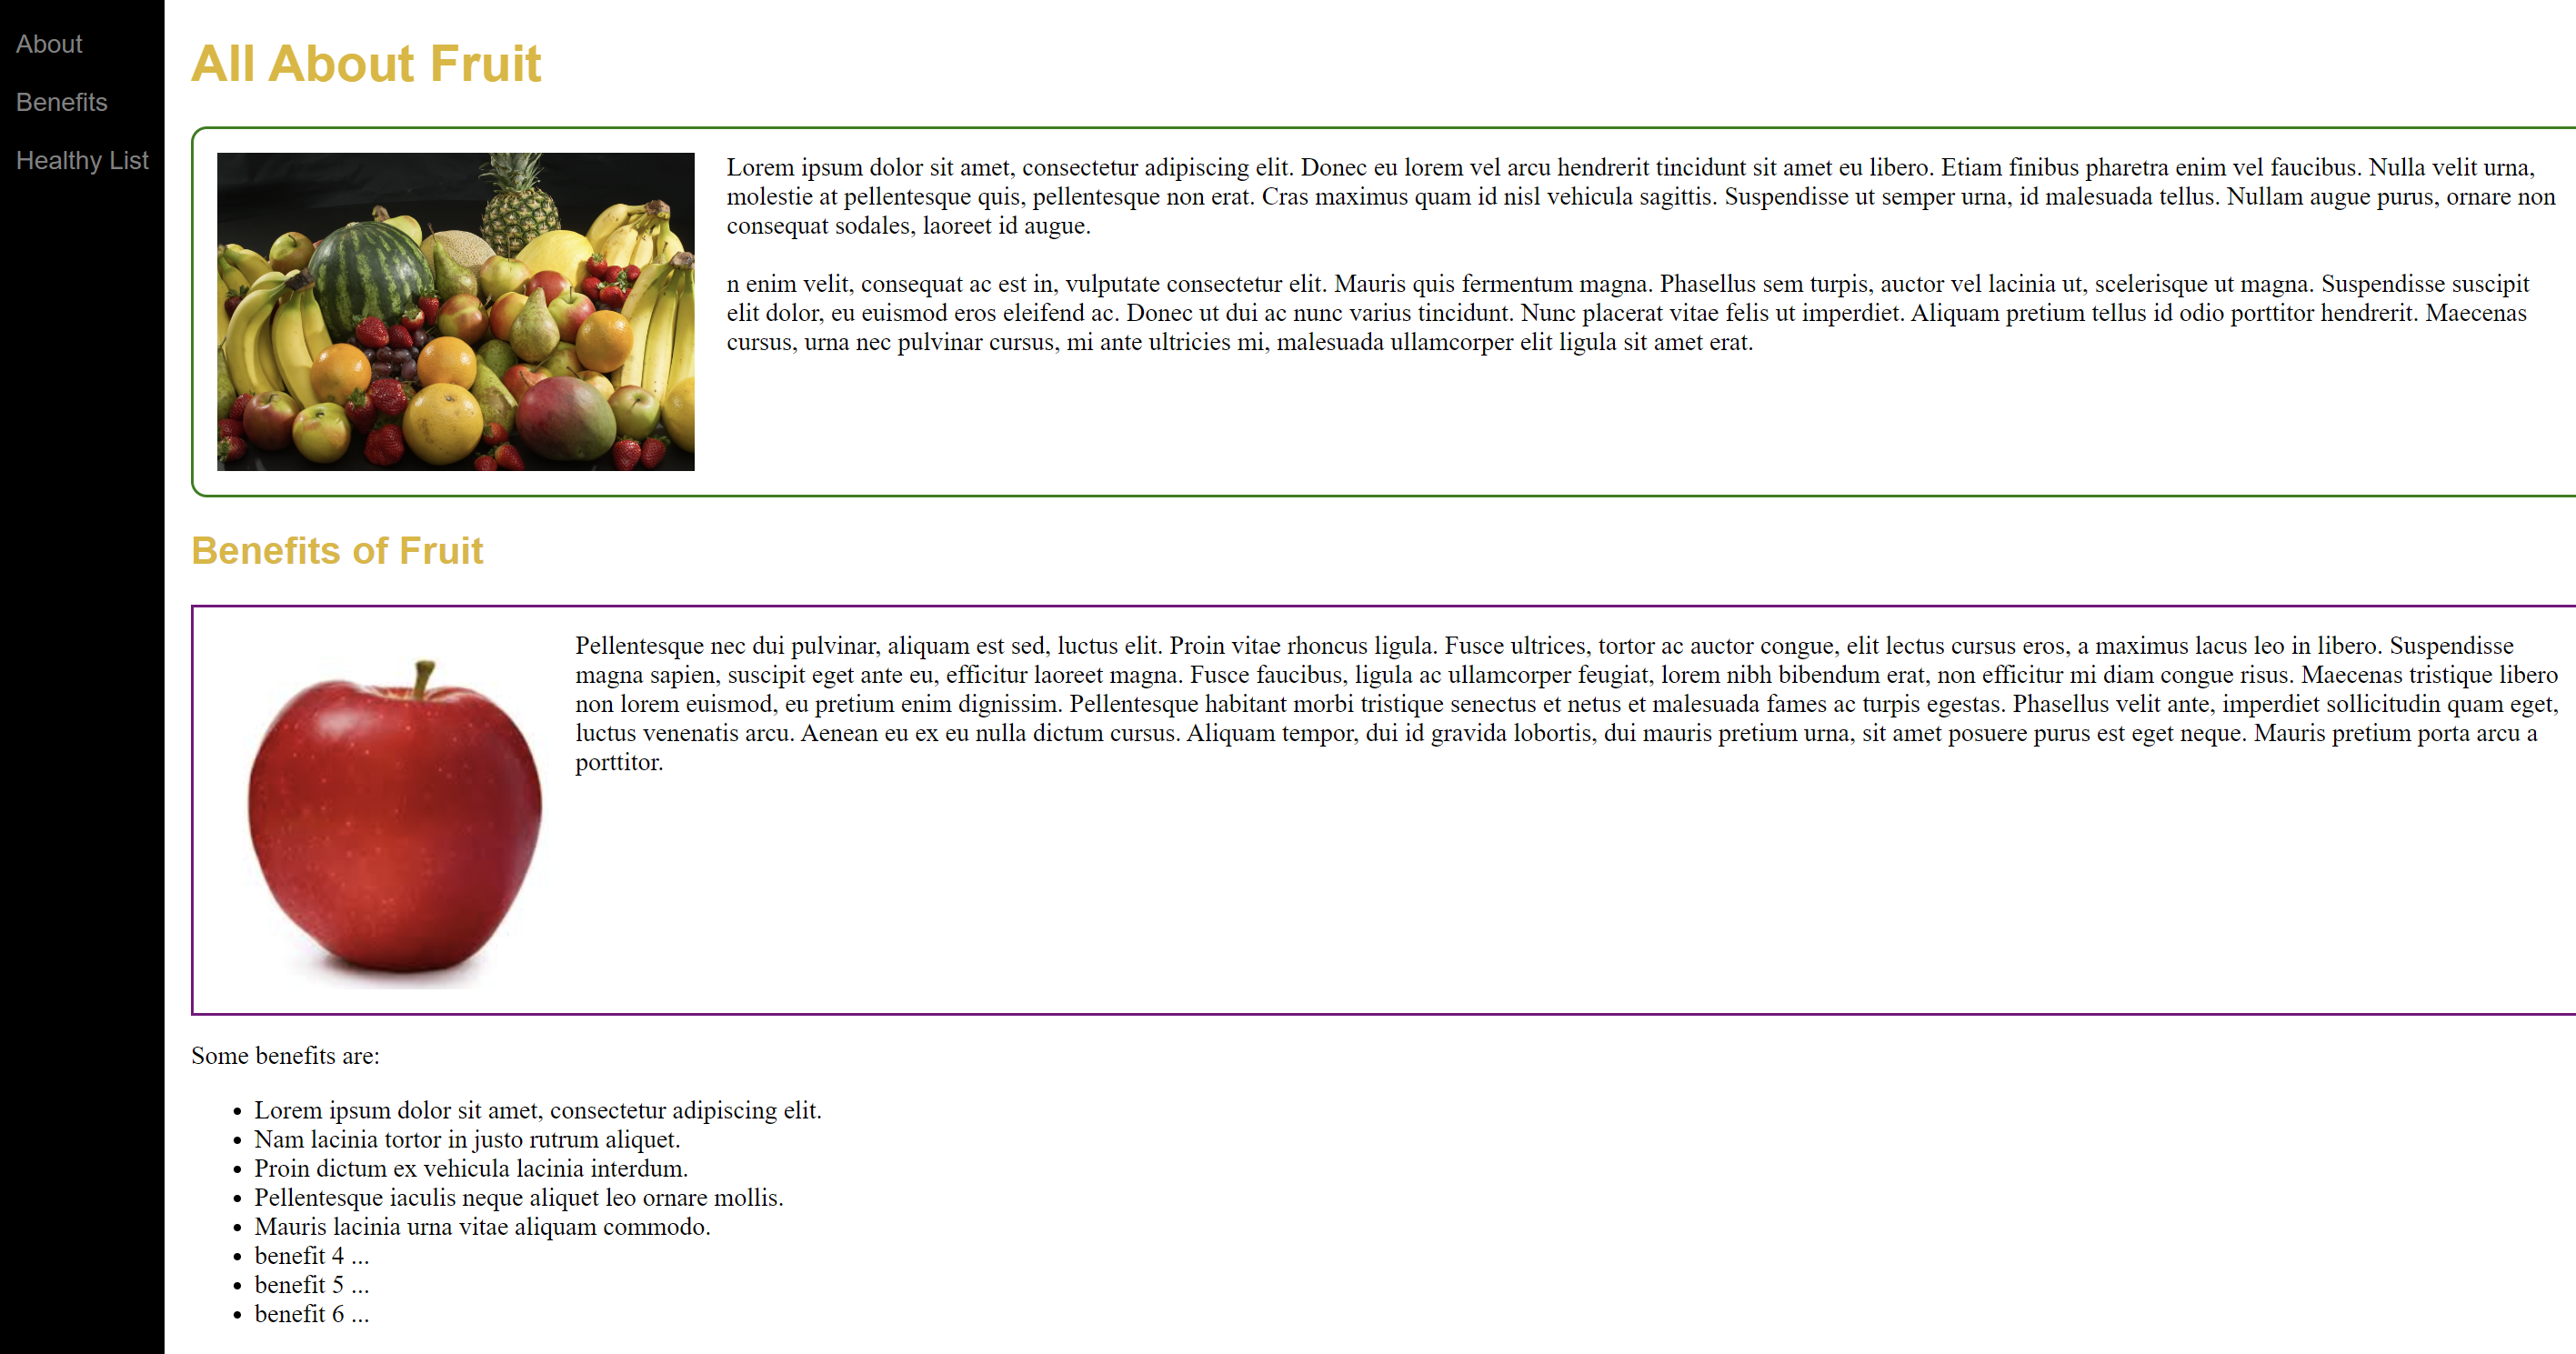 About
Benefits
Healthy List
All About Fruit
Lorem ipsum dolor sit amet, consectetur adipiscing elit. Donec eu lorem vel arcu hendrerit tincidunt sit amet eu libero. Etiam finibus pharetra enim vel faucibus. Nulla velit urna,
molestie at pellentesque quis, pellentesque non erat. Cras maximus quam id nisl vehicula sagittis. Suspendisse ut semper urna, id malesuada tellus. Nullam augue purus, ornare non
consequat sodales, laoreet id augue.
n enim velit, consequat ac est in, vulputate consectetur elit. Mauris quis fermentum magna. Phasellus sem turpis, auctor vel lacinia ut, scelerisque ut magna. Suspendisse suscipit
elit dolor, eu euismod eros eleifend ac. Donec ut dui ac nunc varius tincidunt. Nunc placerat vitae felis ut imperdiet. Aliquam pretium tellus id odio porttitor hendrerit. Maecenas
cursus, urna nec pulvinar cursus, mi ante ultricies mi, malesuada ullamcorper elit ligula sit amet erat.
Benefits of Fruit
Pellentesque nec dui pulvinar, aliquam est sed, luctus elit. Proin vitae rhoncus ligula. Fusce ultrices, tortor ac auctor congue, elit lectus cursus eros, a maximus lacus leo in libero. Suspendisse
magna sapien, suscipit eget ante eu, efficitur laoreet magna. Fusce faucibus, ligula ac ullamcorper feugiat, lorem nibh bibendum erat, non efficitur mi diam congue risus. Maecenas tristique libero
non lorem euismod, eu pretium enim dignissim. Pellentesque habitant morbi tristique senectus et netus et malesuada fames ac turpis egestas. Phasellus velit ante, imperdiet sollicitudin quam eget,
luctus venenatis arcu. Aenean eu ex eu nulla dictum cursus. Aliquam tempor, dui id gravida lobortis, dui mauris pretium urna, sit amet posuere purus est eget neque. Mauris pretium porta arcu a
porttitor.
Some benefits are:
• Lorem ipsum dolor sit amet, consectetur adipiscing elit.
• Nam lacinia tortor in justo rutrum aliquet.
• Proin dictum ex vehicula lacinia interdum.
• Pellentesque iaculis neque aliquet leo ornare mollis.
• Mauris lacinia urna vitae aliquam commodo.
• benefit 4 ...
• benefit 5 ...
• benefit 6 ...